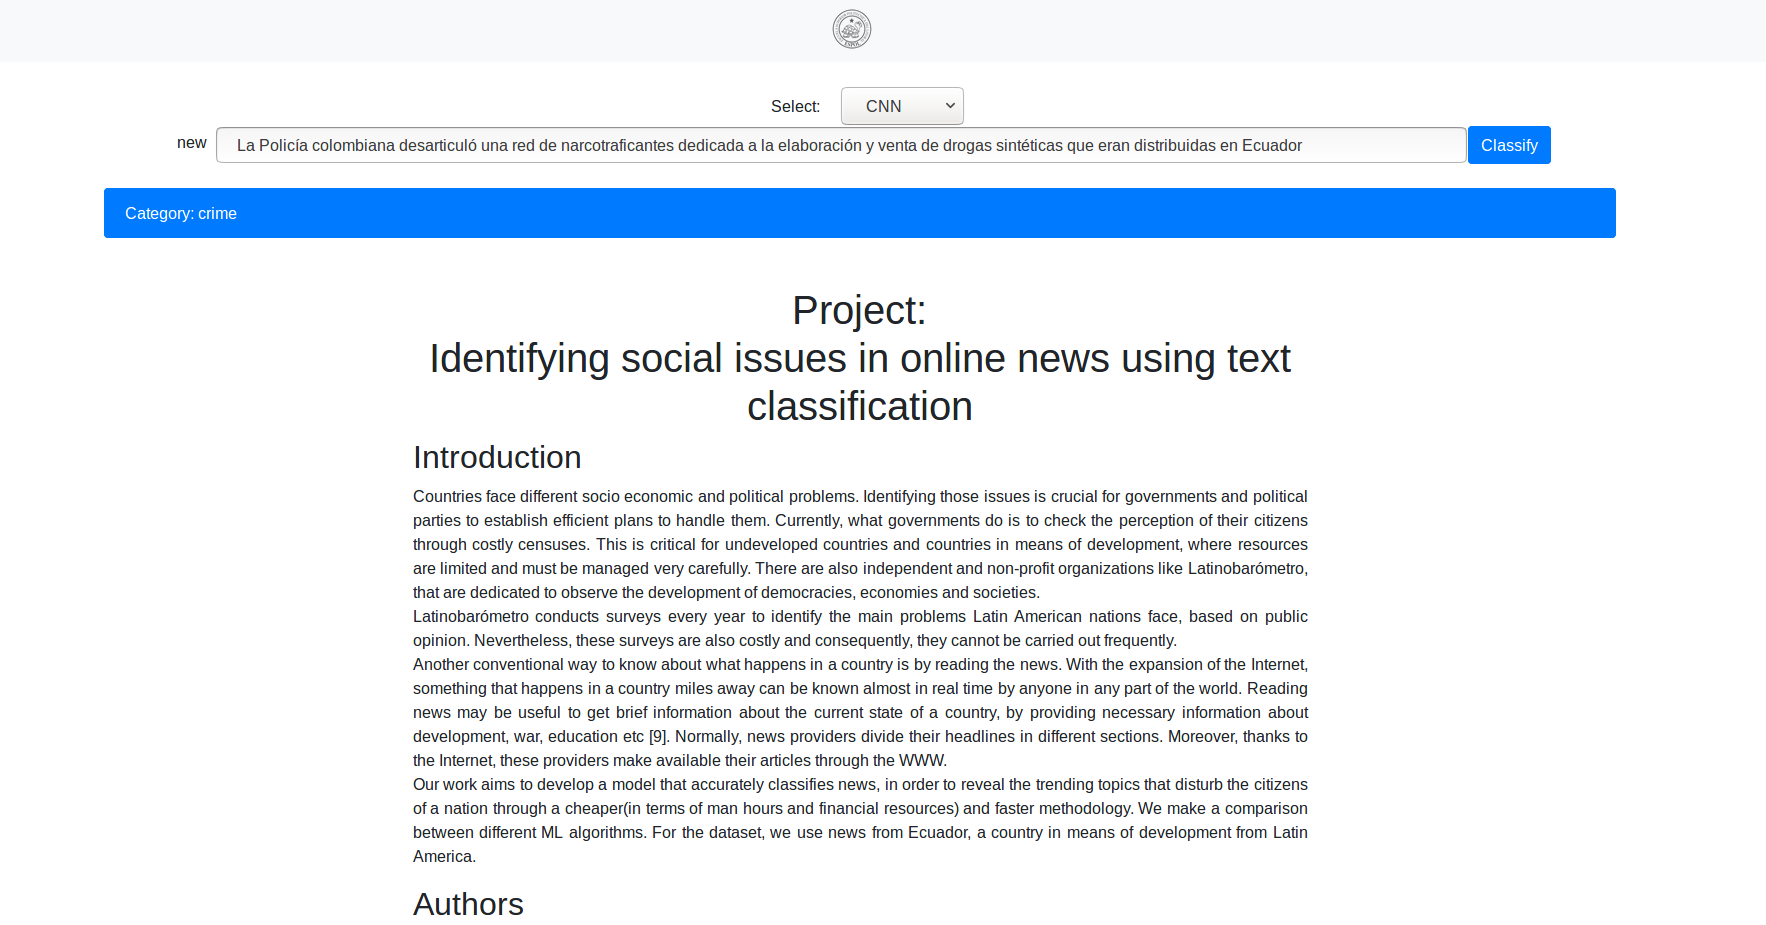 ESPOL
Select: CNN
new La Policía colombiana desarticuló una red de narcotraficantes dedicada a la elaboración y venta de drogas sintéticas que eran distribuidas en Ecuador Classify
Category: crime
Project:
Identifying social issues in online news using text
classification
Introduction
Countries face different socio economic and political problems. Identifying those issues is crucial for governments and political
parties to establish efficient plans to handle them. Currently, what governments do is to check the perception of their citizens
through costly censuses. This is critical for undeveloped countries and countries in means of development, where resources
are limited and must be managed very carefully. There are also independent and non-profit organizations like Latinobarómetro,
that are dedicated to observe the development of democracies, economies and societies.
Latinobarómetro conducts surveys every year to identify the main problems Latin American nations face, based on public
opinion. Nevertheless, these surveys are also costly and consequently, they cannot be carried out frequently.
Another conventional way to know about what happens in a country is by reading the news. With the expansion of the Internet,
something that happens in a country miles away can be known almost in real time by anyone in any part of the world. Reading
news may be useful to get brief information about the current state of a country, by providing necessary information about
development, war, education etc [9]. Normally, news providers divide their headlines in different sections. Moreover, thanks to
the Internet, these providers make available their articles through the WWW.
Our work aims to develop a model that accurately classifies news, in order to reveal the trending topics that disturb the citizens
of a nation through a cheaper(in terms of man hours and financial resources) and faster methodology. We make a comparison
between different ML algorithms. For the dataset, we use news from Ecuador, a country in means of development from Latin
America.
Authors